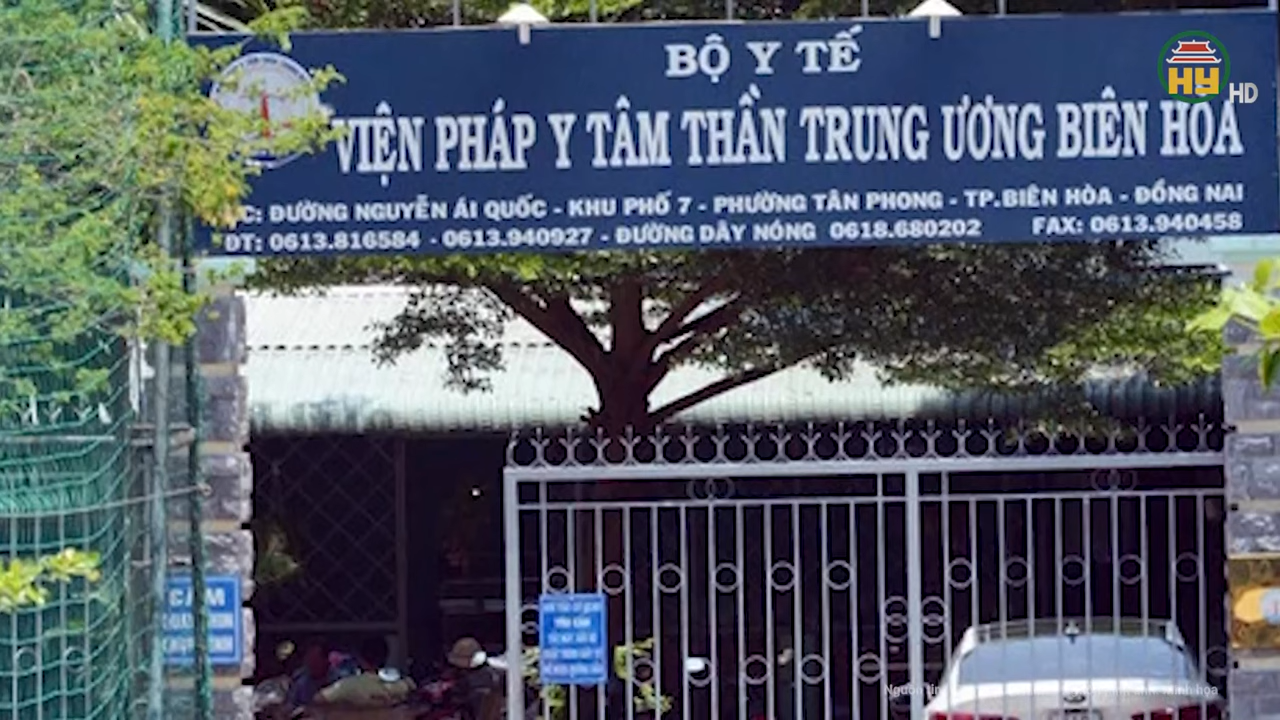 BỘ Y TẾ
VIỆN PHÁP Y TÂM THẦN TRUNG ƯƠNG BIÊN HÒA
ĐC: ĐƯỜNG NGUYỄN ÁI QUỐC - KHU PHỐ 7 - PHƯỜNG TÂN PHONG - TP.BIÊN HÒA - ĐỒNG NAI
ĐT: 0613.816584 - 0613.940927 - ĐƯỜNG DÂY NÓNG 0618.680202 FAX: 0613.940458
HY HD
CẤM
Nguồn